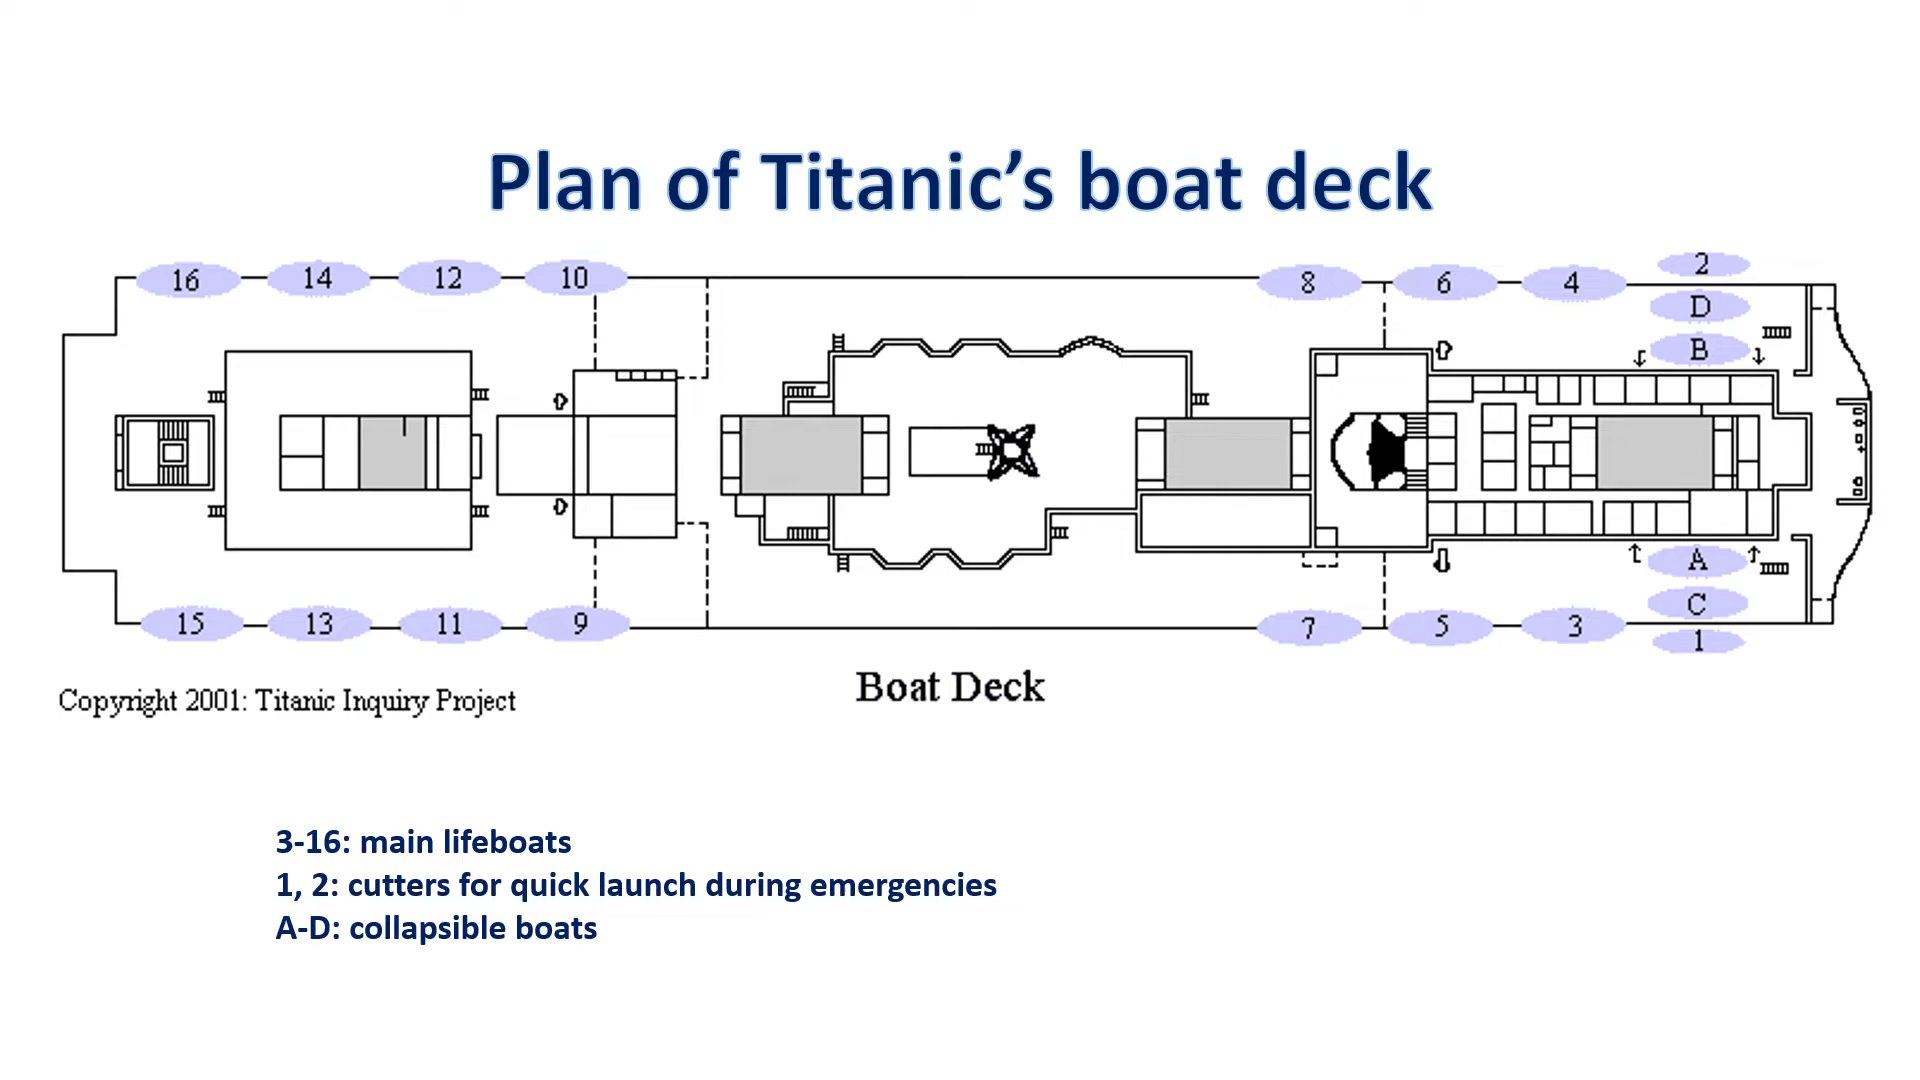 Plan of Titanic’s boat deck
16 14 12 10 8 6 4 2
D
B
A
C
15 13 11 9 7 5 3 1
Boat Deck
Copyright 2001: Titanic Inquiry Project
3-16: main lifeboats
1, 2: cutters for quick launch during emergencies
A-D: collapsible boats